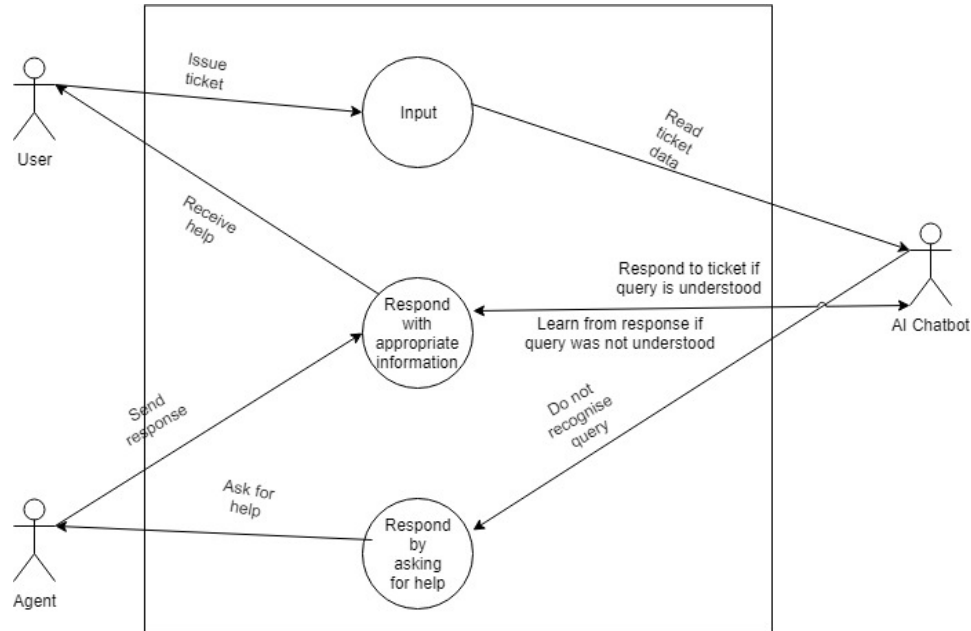 Issue
ticket
Input
Read
ticket
data
User
Receive
help
Respond to ticket if
query is understood
Respond
with
appropriate
information
Learn from response if
query was not understood
AI Chatbot
Send
response
Do not
recognise
query
Ask for
help
Respond
by
asking
for help
Agent